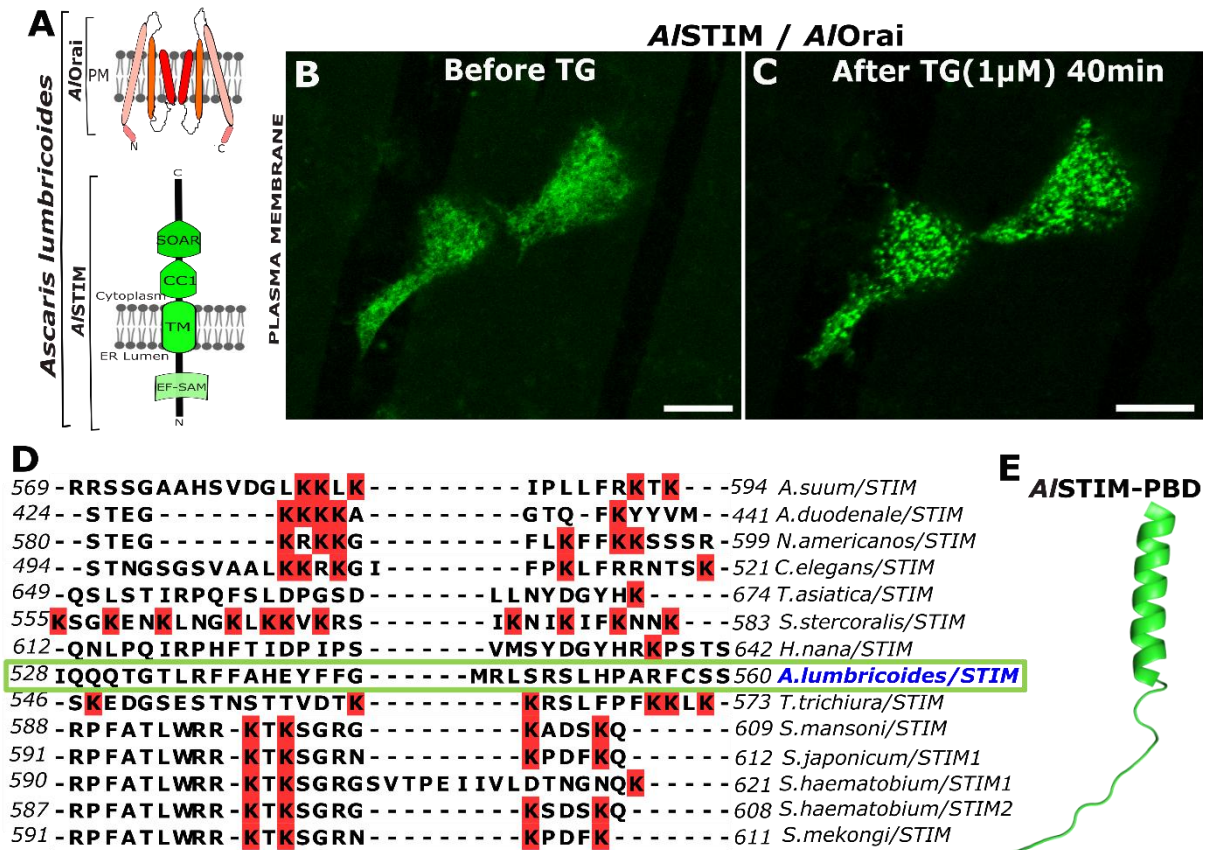 A
AlOrai
PM
N
C
Ascaris lumbricoides
AlSTIM
C
SOAR
CC1
Cytoplasm
TM
ER Lumen
EF-SAM
N
AlSTIM / AlOrai
PLASMA MEMBRANE
B
Before TG
C
After TG(1µM) 40min
D
569 -RRSSGAAHSVDGLKKLK---------IPLLFRKTK----594 A.suum/STIM
424 --STEG-------KKKKA---------GTQ-FKYYVM---441 A.duodenale/STIM
580 --STEG-------KRKKG---------FLKFFKKSSSR--599 N.americanos/STIM
494 --STNGSGSVAALKKRKGI--------FPKLFRRNTSK--521 C.elegans/STIM
649 -QSLSTIRPQFSLDPGSD-------LLNYDGYHK------674 T.asiatica/STIM
555 KSGKENKLNGKLKKVKRS-------IKNIKIFKNNK----583 S.stercoralis/STIM
612 -QNLPQIRPHFTIDPIPS-------VMSYDGYHRKPSTS 642 H.nana/STIM
528 IQQQTGTLRFFAHEYFFG------MRLSRSLHPARFCSS 560 A.lumbricoides/STIM
546 -SKEDGSESTNSTTVDTK--------KRSLFPFKKLK---573 T.trichiura/STIM
588 -RPFATLWRR-KTKSGRG--------KADSKQ--------609 S.mansoni/STIM
591 -RPFATLWRR-KTKSGRN--------KPDFKQ--------612 S.japonicum/STIM1
590 -RPFATLWRR-KTKSGRGSVTPEIIVLDTNGNQK------621 S.haematobium/STIM1
587 -RPFATLWRR-KTKSGRG--------KSDSKQ--------608 S.haematobium/STIM2
591 -RPFATLWRR-KTKSGRN--------KPDFK---------611 S.mekongi/STIM
E
AlSTIM-PBD